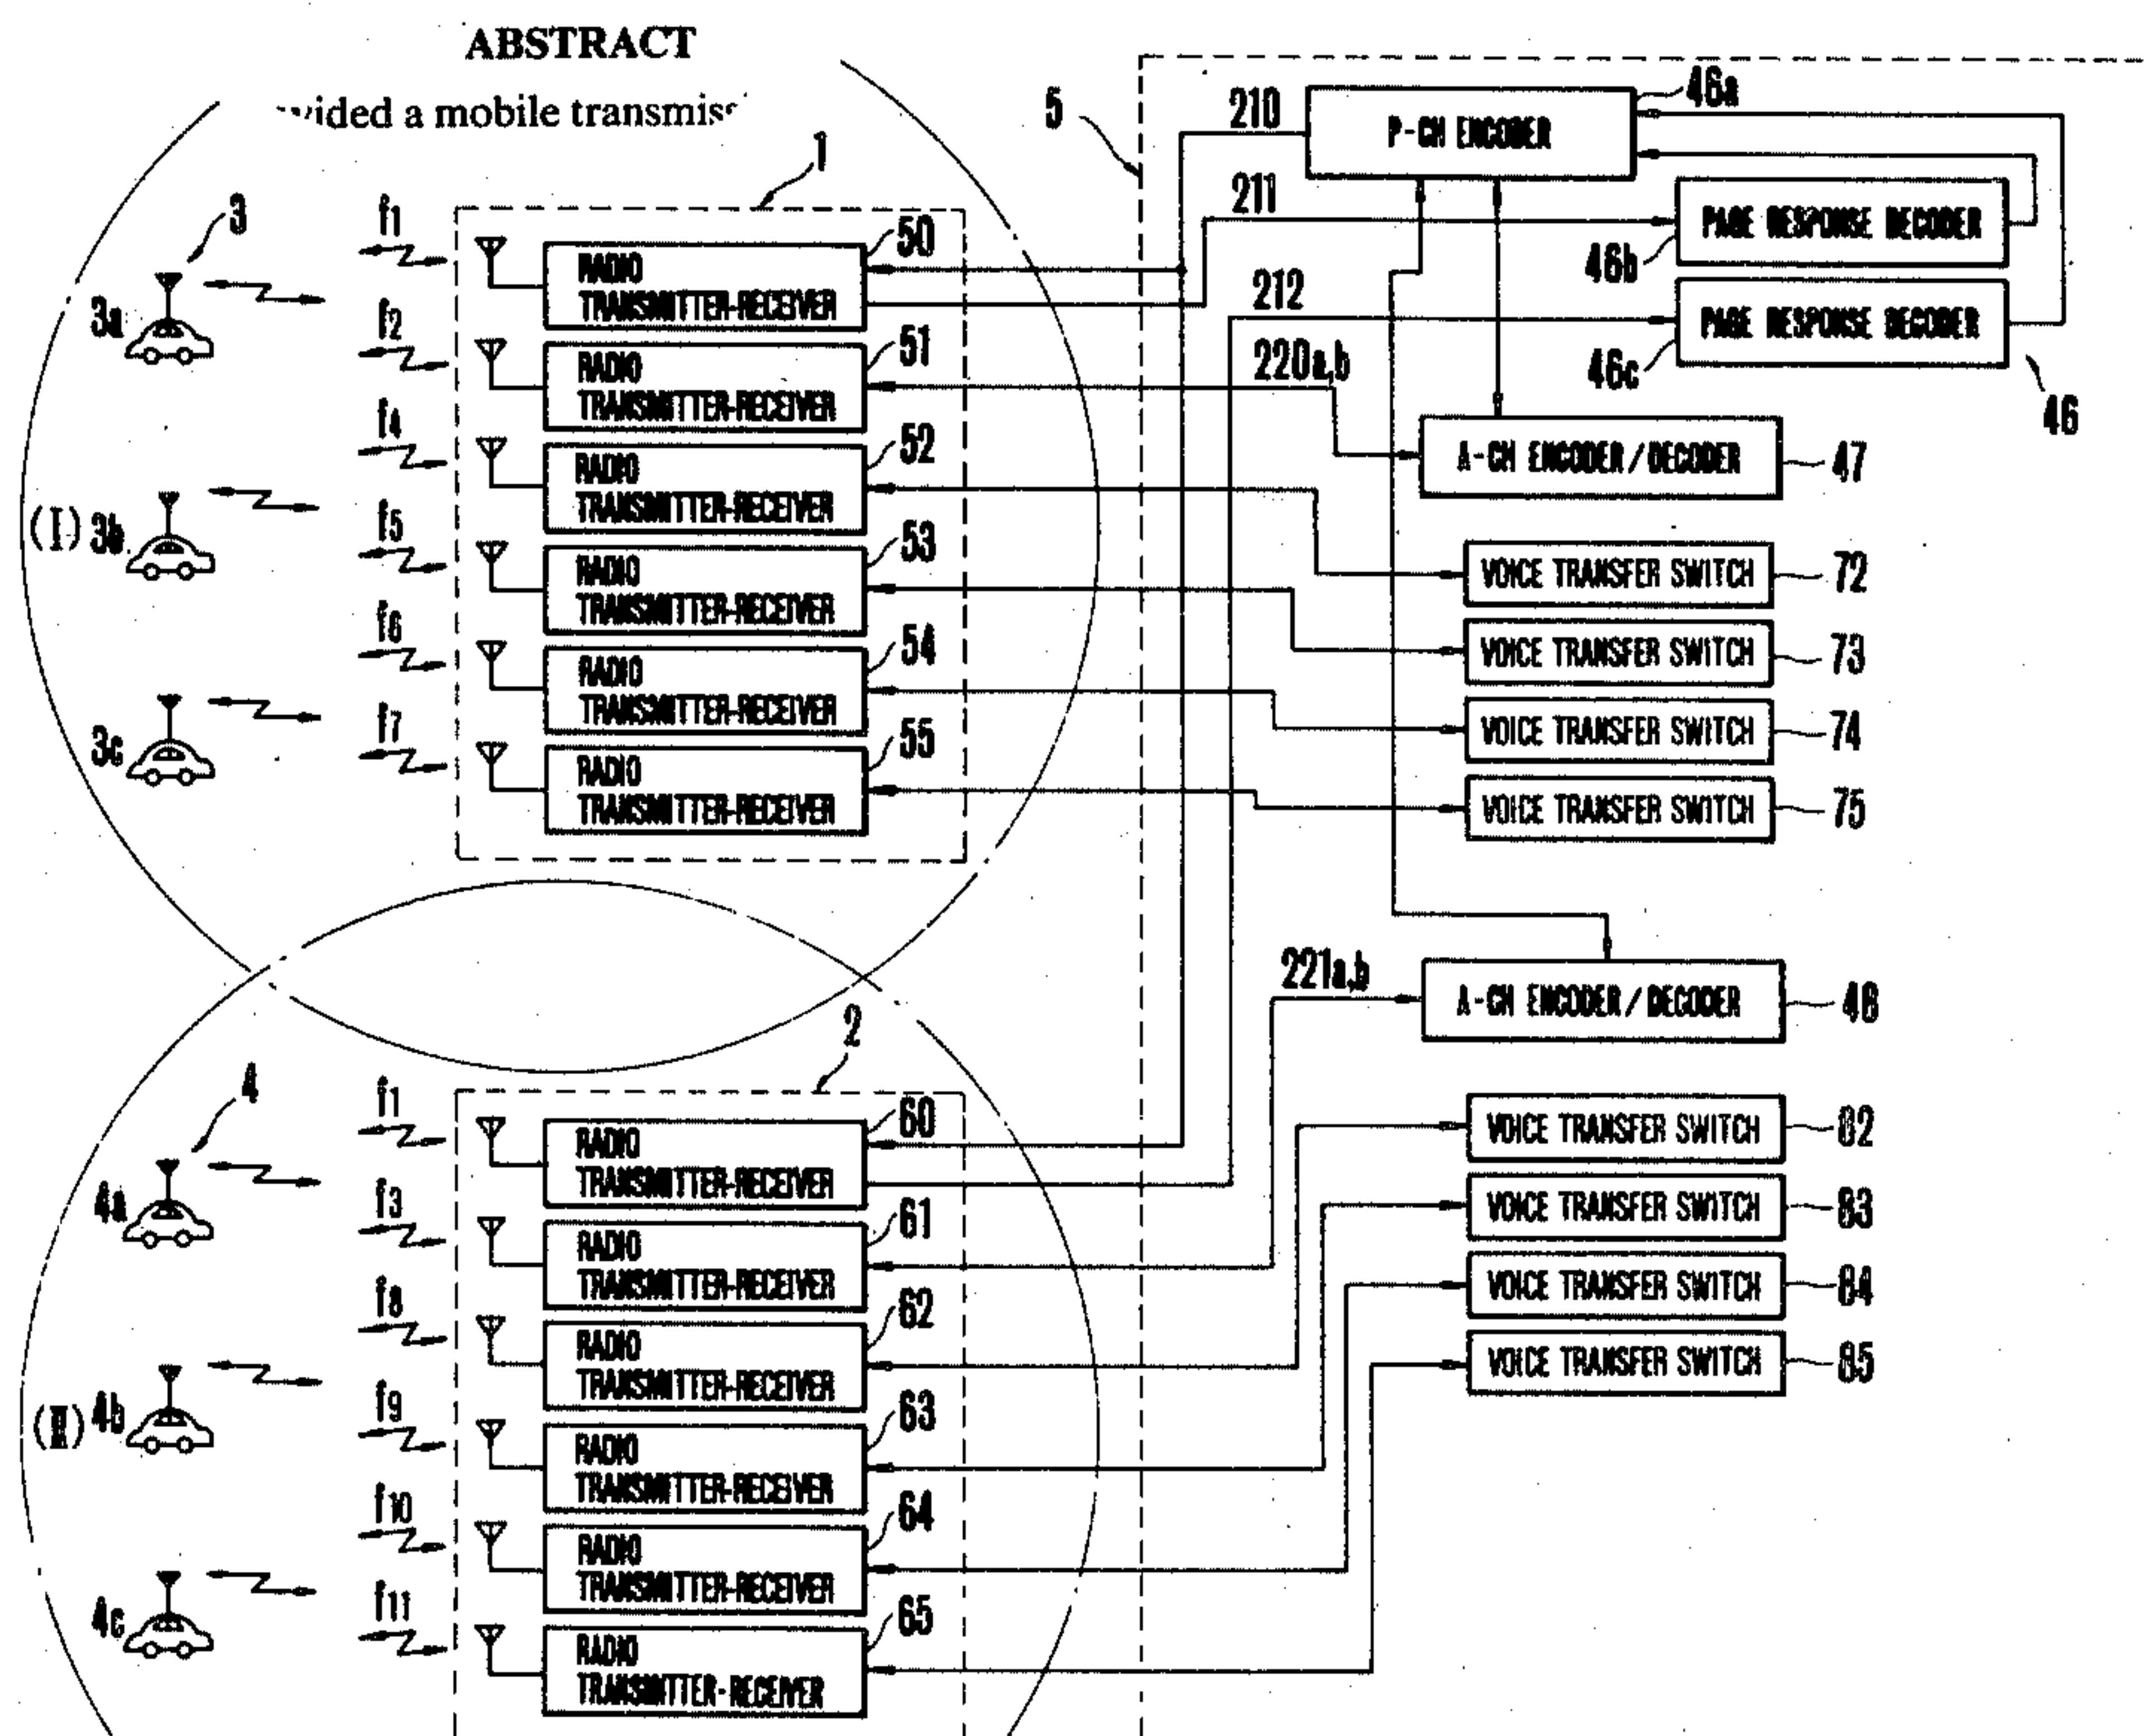 ABSTRACT
vided a mobile transmiss
1
3
3a
(I) 3b
3c
f1
f2
f4
f5
f6
f7
50
RADIO
TRANSMITTER-RECEIVER
51
RADIO
TRANSMITTER-RECEIVER
52
RADIO
TRANSMITTER-RECEIVER
53
RADIO
TRANSMITTER-RECEIVER
54
RADIO
TRANSMITTER-RECEIVER
55
RADIO
TRANSMITTER-RECEIVER
5
210
46a
P-CH ENCODER
211
PAGE RESPONSE DECODER
46b
212
PAGE RESPONSE DECODER
46c
46
220a,b
A-CH ENCODER/DECODER
47
VOICE TRANSFER SWITCH 72
VOICE TRANSFER SWITCH 73
VOICE TRANSFER SWITCH 74
VOICE TRANSFER SWITCH 75
2
4
4a
(II) 4b
4c
f1
f3
f8
f9
f10
f11
60
RADIO
TRANSMITTER-RECEIVER
61
RADIO
TRANSMITTER-RECEIVER
62
RADIO
TRANSMITTER-RECEIVER
63
RADIO
TRANSMITTER-RECEIVER
64
RADIO
TRANSMITTER-RECEIVER
65
RADIO
TRANSMITTER-RECEIVER
221a,b
A-CH ENCODER/DECODER
VOICE TRANSFER SWITCH 82
VOICE TRANSFER SWITCH 83
VOICE TRANSFER SWITCH 84
VOICE TRANSFER SWITCH 85